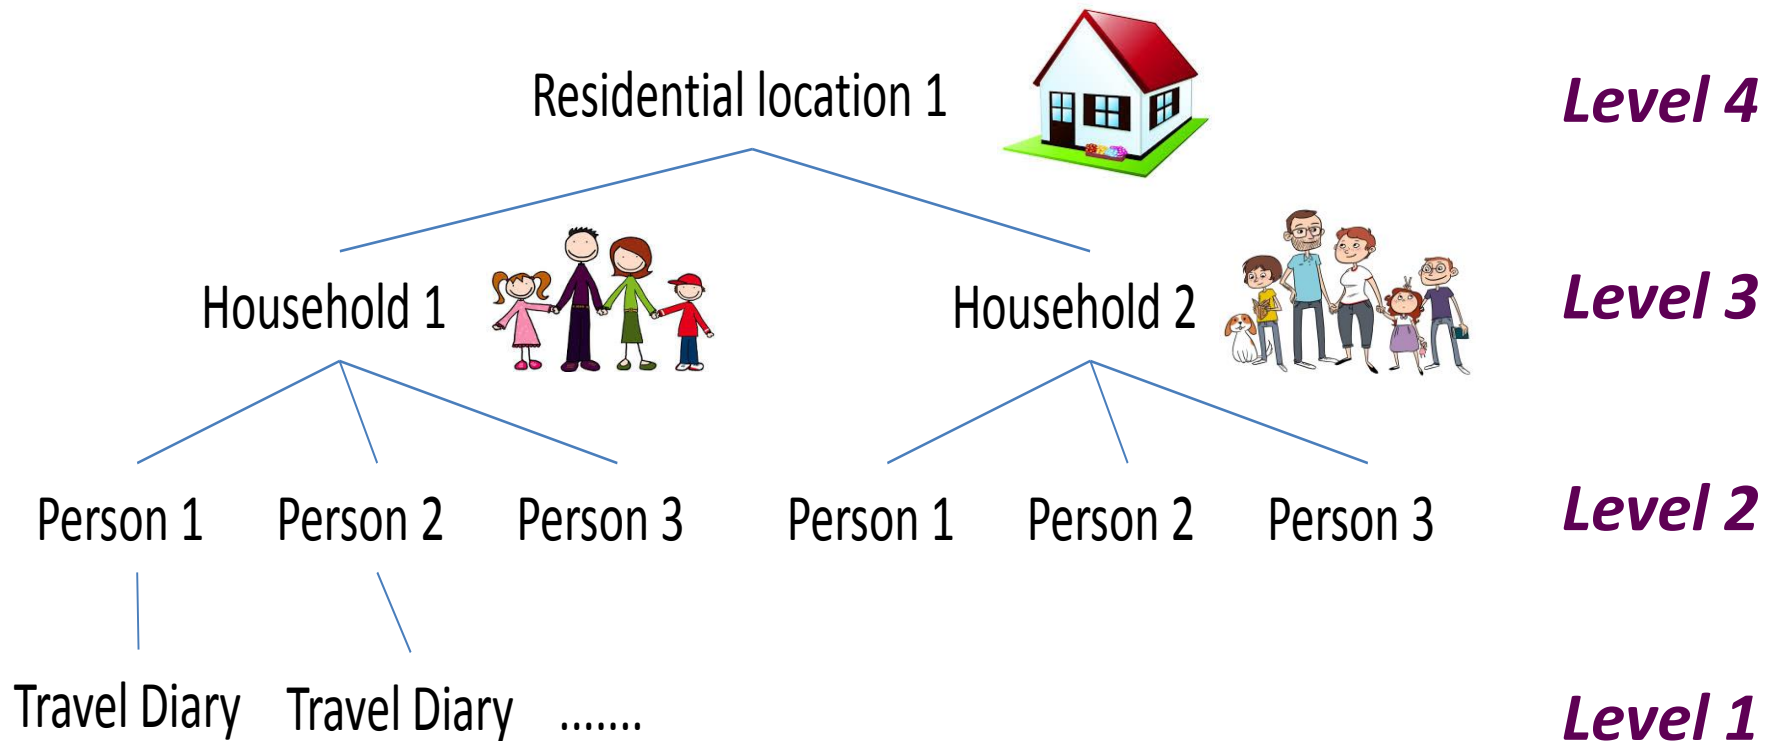 Residential location 1 Level 4
Household 1 Household 2 Level 3
Person 1 Person 2 Person 3 Person 1 Person 2 Person 3 Level 2
Travel Diary Travel Diary ....... Level 1